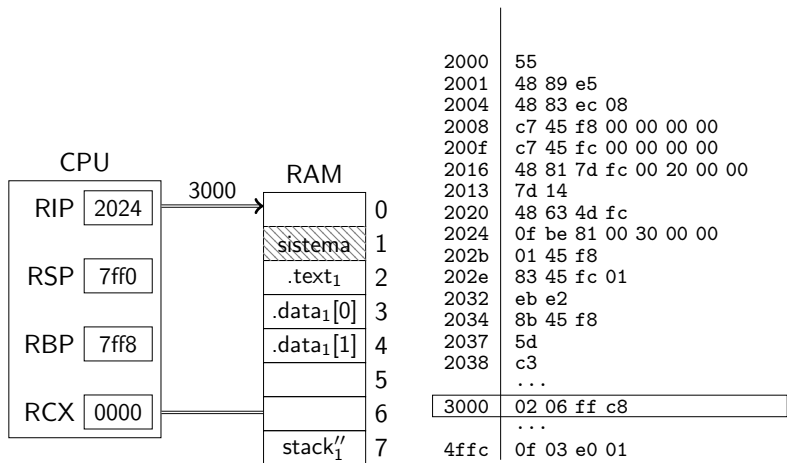 CPU
RIP 2024
RSP 7ff0
RBP 7ff8
RCX 0000
3000
RAM
0
sistema 1
.text₁ 2
.data₁[0] 3
.data₁[1] 4
5
6
stack″₁ 7
2000 55
2001 48 89 e5
2004 48 83 ec 08
2008 c7 45 f8 00 00 00 00
200f c7 45 fc 00 00 00 00
2016 48 81 7d fc 00 20 00 00
2013 7d 14
2020 48 63 4d fc
2024 0f be 81 00 30 00 00
202b 01 45 f8
202e 83 45 fc 01
2032 eb e2
2034 8b 45 f8
2037 5d
2038 c3
...
3000 02 06 ff c8
...
4ffc 0f 03 e0 01